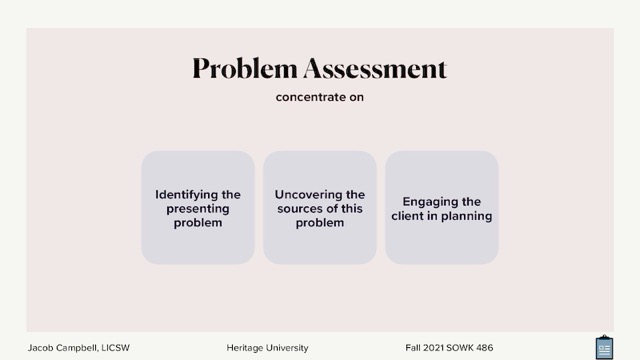 Problem Assessment
concentrate on
Identifying the
presenting
problem
Uncovering the
sources of this
problem
Engaging the
client in planning
Jacob Campbell, LICSW
Heritage University
Fall 2021 SOWK 486